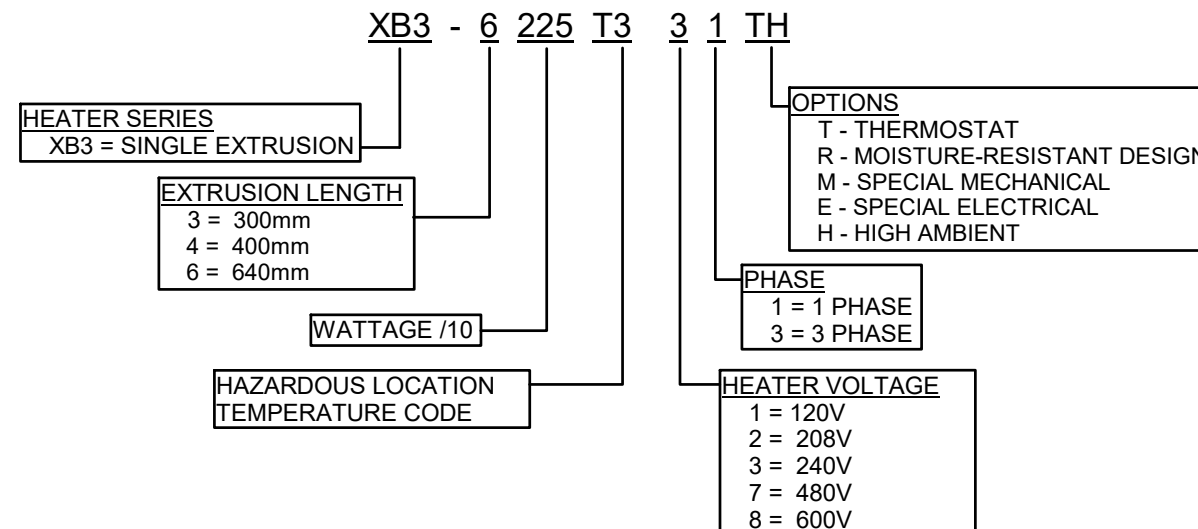 XB3 - 6 225 T3 3 1 TH
HEATER SERIES
XB3 = SINGLE EXTRUSION
EXTRUSION LENGTH
3 = 300mm
4 = 400mm
6 = 640mm
WATTAGE /10
HAZARDOUS LOCATION
TEMPERATURE CODE
OPTIONS
T - THERMOSTAT
R - MOISTURE-RESISTANT DESIGN
M - SPECIAL MECHANICAL
E - SPECIAL ELECTRICAL
H - HIGH AMBIENT
PHASE
1 = 1 PHASE
3 = 3 PHASE
HEATER VOLTAGE
1 = 120V
2 = 208V
3 = 240V
7 = 480V
8 = 600V